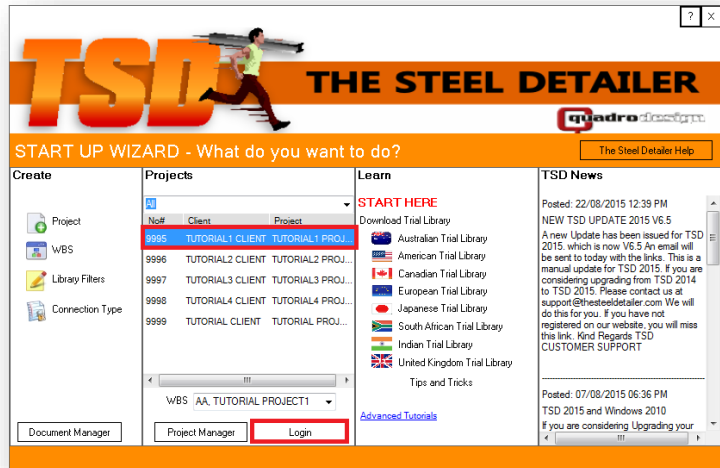 ? X
TSD THE STEEL DETAILER
quadrodesign
START UP WIZARD - What do you want to do?
The Steel Detailer Help
Create
Project
WBS
Library Filters
Connection Type
Document Manager
Projects
All
No# Client Project
9995 TUTORIAL1 CLIENT TUTORIAL1 PROJ...
9996 TUTORIAL2 CLIENT TUTORIAL2 PROJ...
9997 TUTORIAL3 CLIENT TUTORIAL3 PROJ...
9998 TUTORIAL4 CLIENT TUTORIAL4 PROJ...
9999 TUTORIAL CLIENT TUTORIAL PROJ...
WBS AA, TUTORIAL PROJECT1
Project Manager Login
Learn
START HERE
Download Trial Library
Australian Trial Library
American Trial Library
Canadian Trial Library
European Trial Library
Japanese Trial Library
South African Trial Library
Indian Trial Library
United Kingdom Trial Library
Tips and Tricks
Advanced Tutorials
TSD News
Posted: 22/08/2015 12:39 PM
NEW TSD UPDATE 2015 V6.5
A new Update has been issued for TSD
2015. which is now V6.5 An email will
be sent to today with the links. This is a
manual update for TSD 2015. If you are
considering upgrading from TSD 2014
to TSD 2015. Please contact us at
support@thesteeldetailer.com We will
do this for you. If you have not
registered on our website, you will miss
this link. Kind Regards TSD
CUSTOMER SUPPORT
Posted: 07/08/2015 06:36 PM
TSD 2015 and Windows 2010
If you are considering Upgrading your